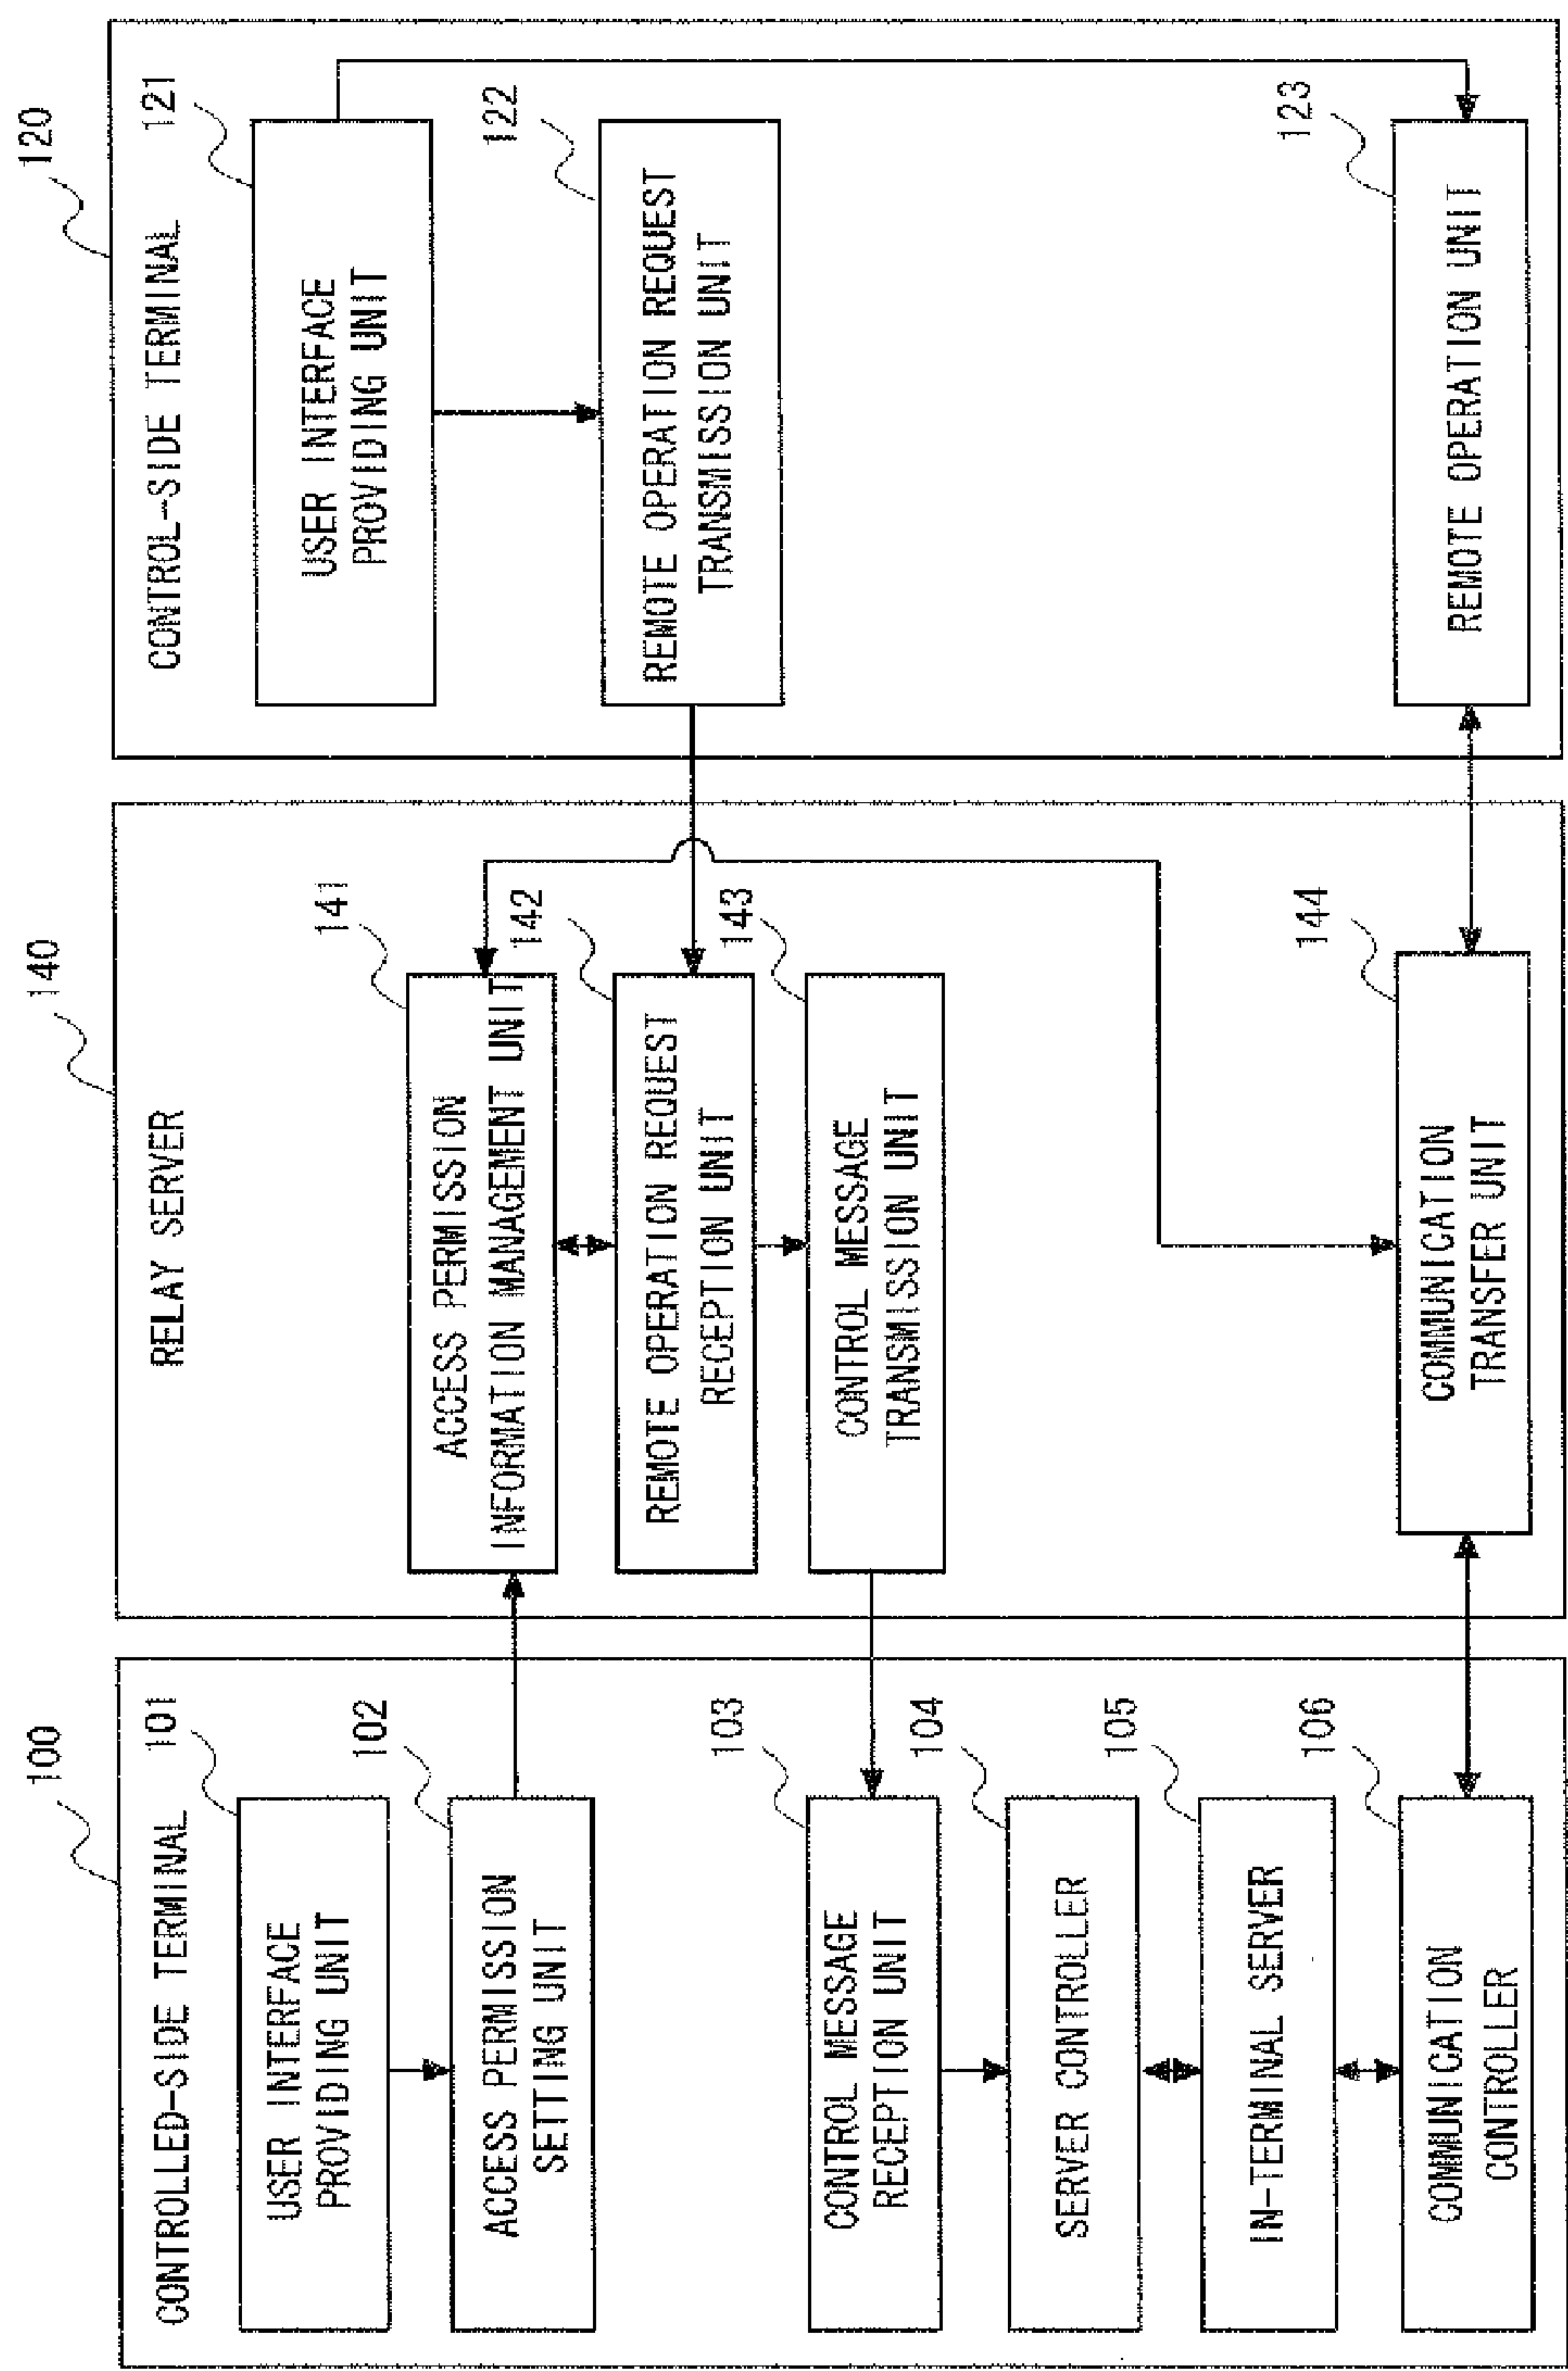 100
CONTROLLED-SIDE TERMINAL
101
USER INTERFACE
PROVIDING UNIT
102
ACCESS PERMISSION
SETTING UNIT
103
CONTROL MESSAGE
RECEPTION UNIT
104
SERVER CONTROLLER
105
IN-TERMINAL SERVER
106
COMMUNICATION
CONTROLLER
140
RELAY SERVER
141
ACCESS PERMISSION
INFORMATION MANAGEMENT UNIT
142
REMOTE OPERATION REQUEST
RECEPTION UNIT
143
CONTROL MESSAGE
TRANSMISSION UNIT
144
COMMUNICATION
TRANSFER UNIT
120
CONTROL-SIDE TERMINAL
121
USER INTERFACE
PROVIDING UNIT
122
REMOTE OPERATION REQUEST
TRANSMISSION UNIT
123
REMOTE OPERATION UNIT